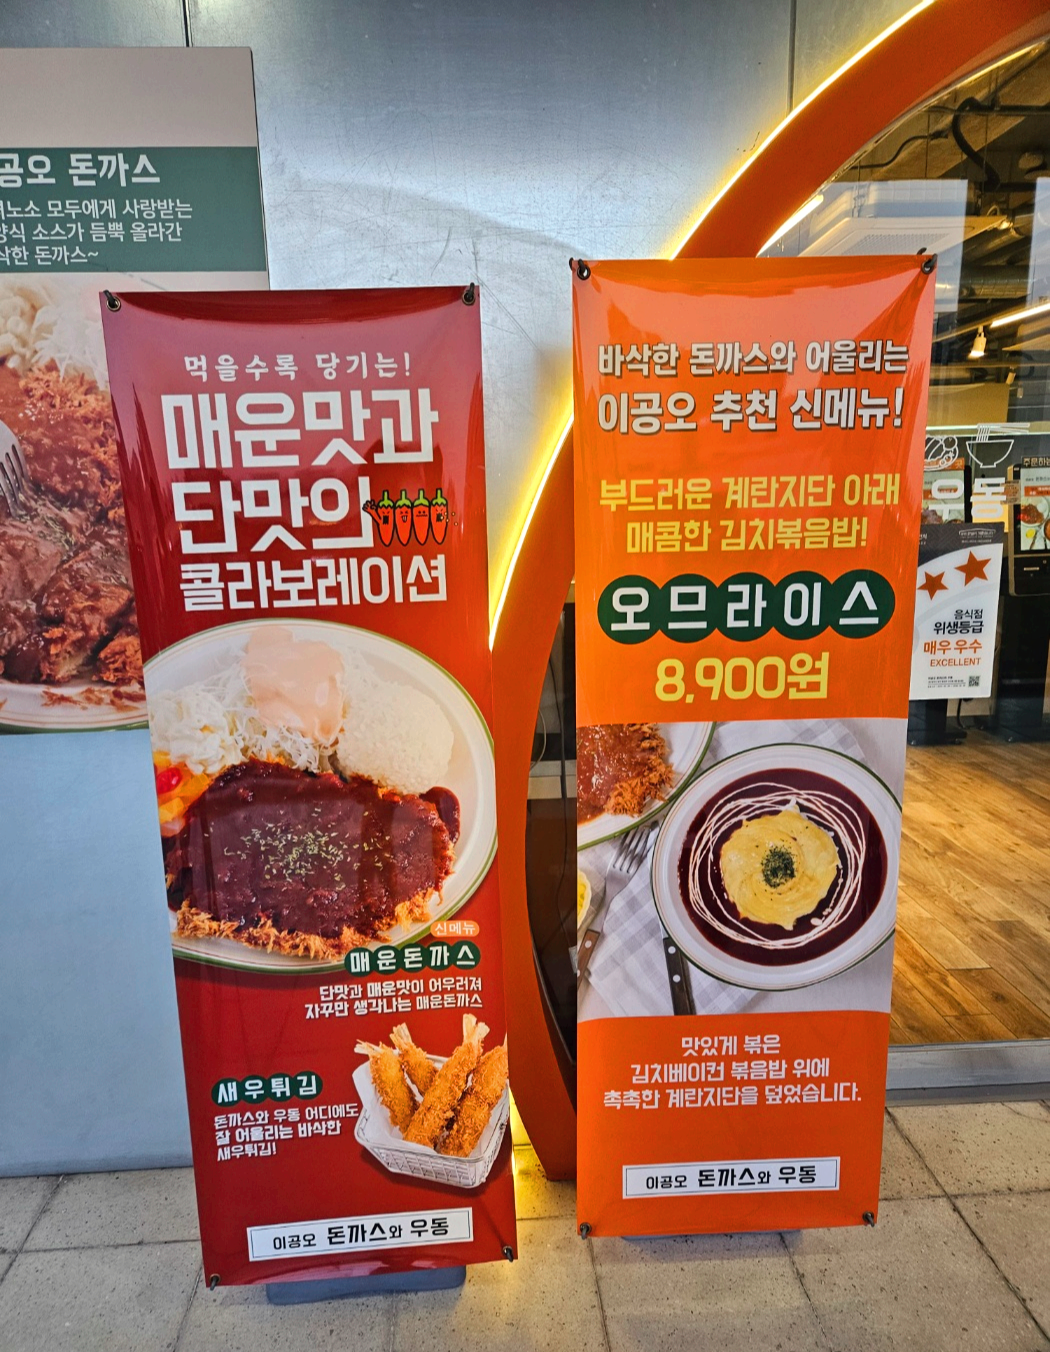 공오 돈까스
노소 모두에게 사랑받는
양식 소스가 듬뿍 올라간
삭한 돈까스~
먹을수록 당기는!
매운맛과
단맛의
콜라보레이션
신메뉴
매운돈까스
단맛과 매운맛이 어우러져
자꾸만 생각나는 매운돈까스
새우튀김
돈까스와 우동 어디에도
잘 어울리는 바삭한
새우튀김!
이공오 돈까스와 우동
바삭한 돈까스와 어울리는
이공오 추천 신메뉴!
부드러운 계란지단 아래
매콤한 김치볶음밥!
오므라이스
8,900원
맛있게 볶은
김치베이컨 볶음밥 위에
촉촉한 계란지단을 덮었습니다.
이공오 돈까스와 우동
우동
음식점
위생등급
매우 우수
EXCELLENT